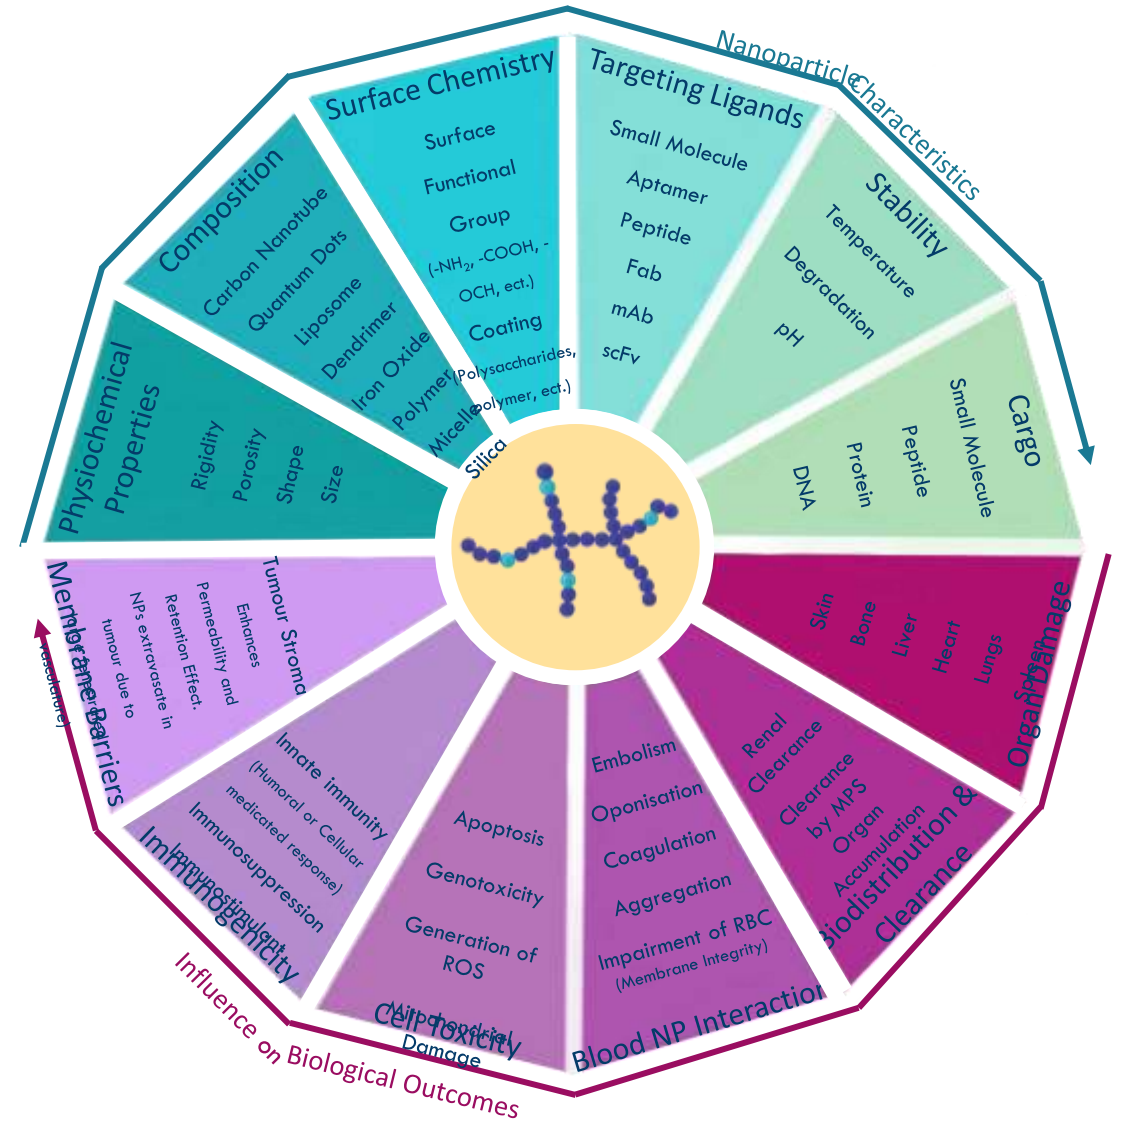 Nanoparticle Characteristics
Physiochemical
Properties
Rigidity
Porosity
Shape
Size
Composition
Carbon Nanotube
Quantum Dots
Liposome
Dendrimer
Iron Oxide
Polymer
Micelle
Silica
Surface Chemistry
Surface
Functional
Group
(-NH₂, -COOH, -
OCH, ect.)
Coating
(Polysaccharides,
polymer, ect.)
Targeting Ligands
Small Molecule
Aptamer
Peptide
Fab
mAb
scFv
Stability
Temperature
Degradation
pH
Cargo
Small Molecule
Peptide
Protein
DNA
Organ Damage
Skin
Bone
Liver
Heart
Lungs
Spleen
Biodistribution &
Clearance
Renal
Clearance
Clearance
by MPS
Organ
Accumulation
Blood NP Interaction
Embolism
Oponisation
Coagulation
Aggregation
Impairment of RBC
(Membrane Integrity)
Cell Toxicity
Apoptosis
Genotoxicity
Generation of
ROS
Mitochondrial
Damage
Immunogenicity
Innate immunity
(Humoral or Cellular
medicated response)
Immunosuppression
Immunostimulant
Membrane Barriers
Tumour Stroma
Enhances
Permeability and
Retention Effect.
NPs extravasate in
tumour due to
vasculature)
Influence on Biological Outcomes